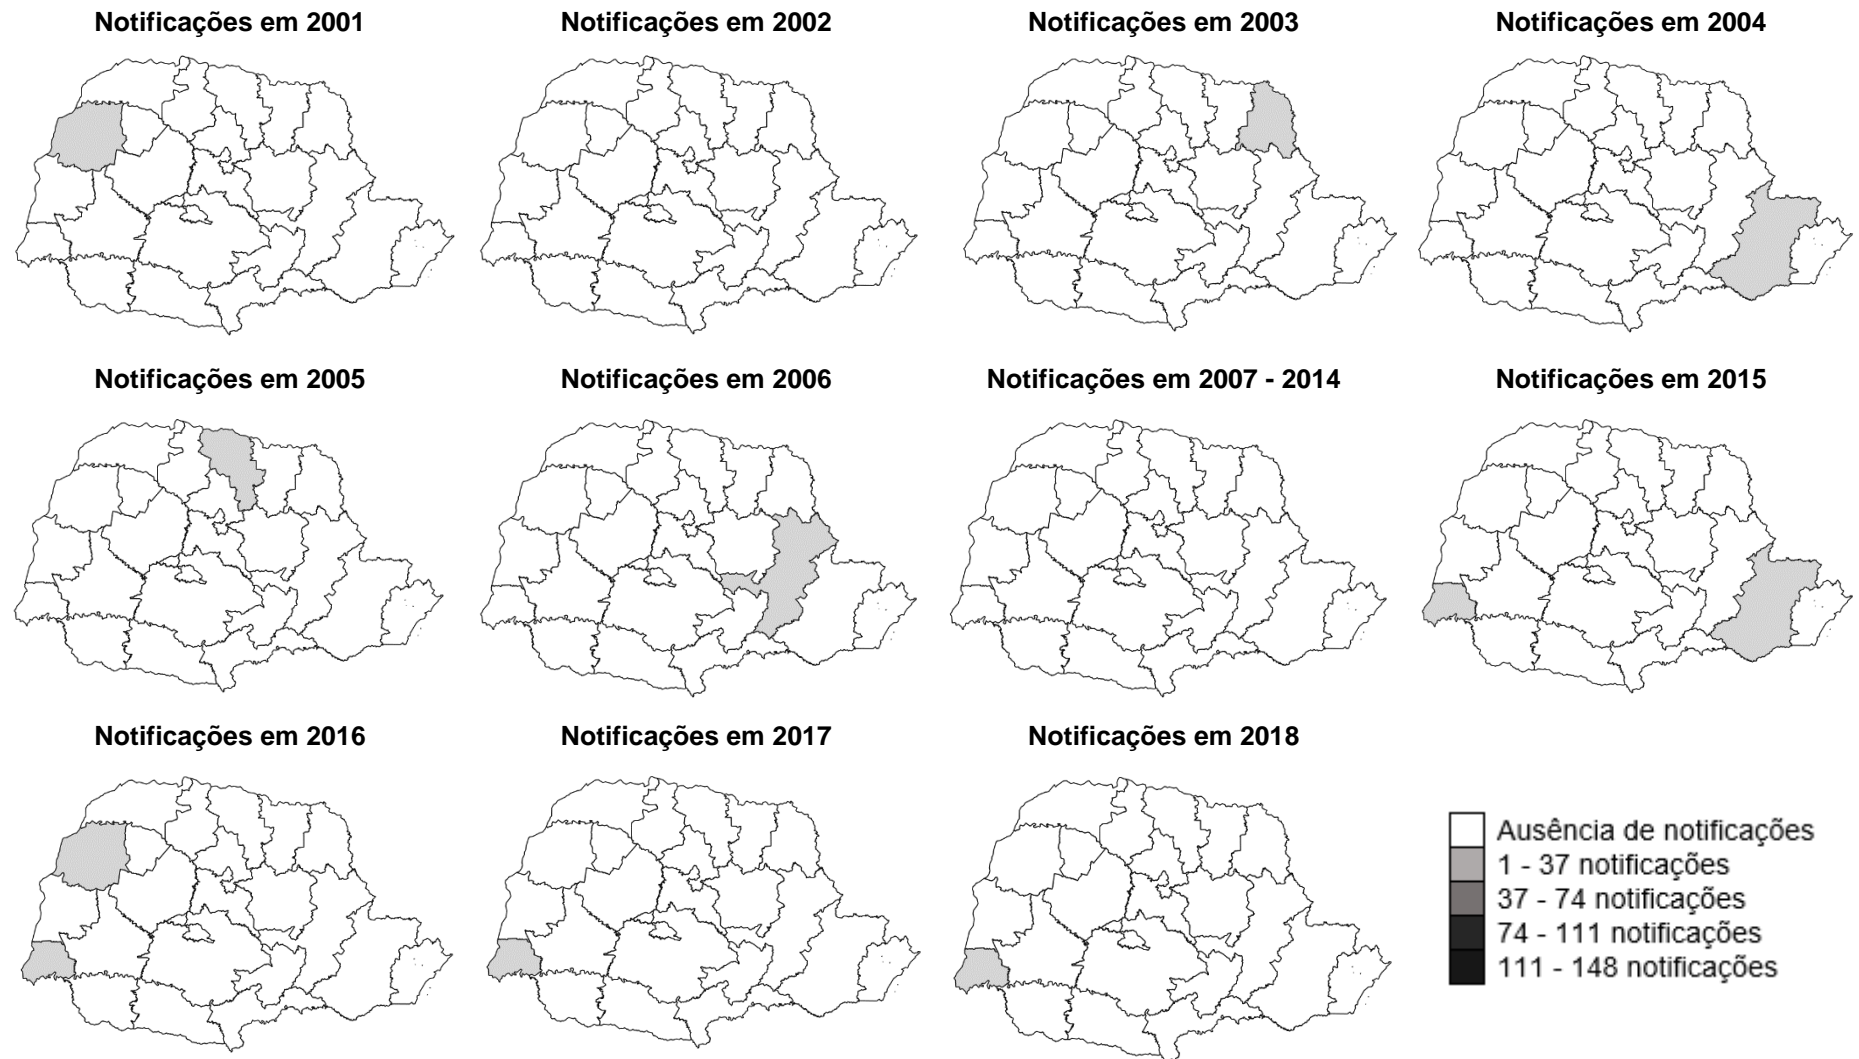 Notificações em 2001
Notificações em 2002
Notificações em 2003
Notificações em 2004
Notificações em 2005
Notificações em 2006
Notificações em 2007 - 2014
Notificações em 2015
Notificações em 2016
Notificações em 2017
Notificações em 2018
Ausência de notificações
1 - 37 notificações
37 - 74 notificações
74 - 111 notificações
111 - 148 notificações